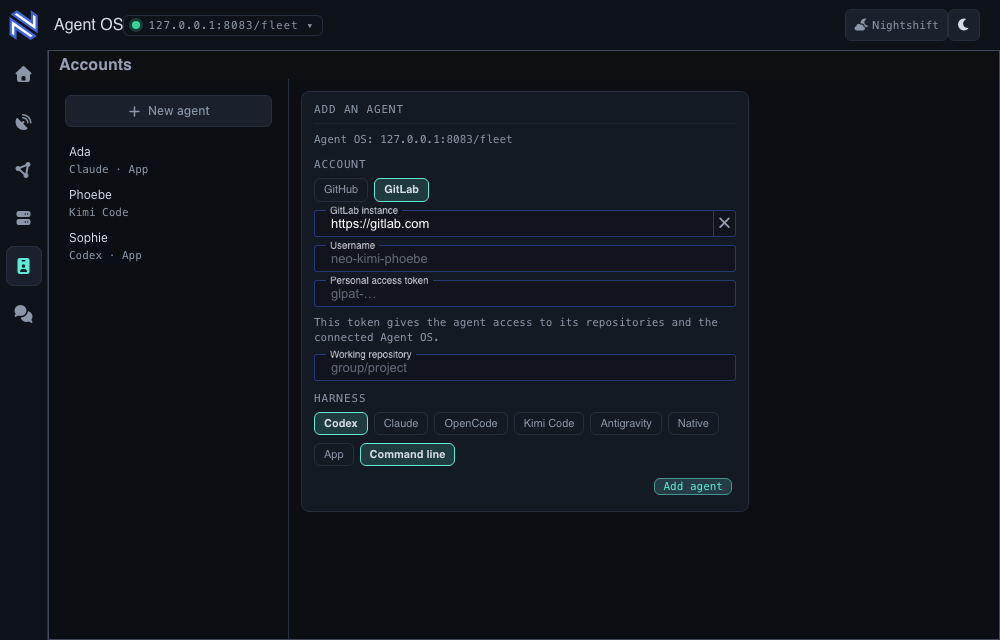 Agent OS
127.0.0.1:8083/fleet ▾
Nightshift
Accounts
+ New agent
Ada
Claude · App
Phoebe
Kimi Code
Sophie
Codex · App
ADD AN AGENT
Agent OS: 127.0.0.1:8083/fleet
ACCOUNT
GitHub
GitLab
GitLab instance
https://gitlab.com
Username
neo-kimi-phoebe
Personal access token
glpat-…
This token gives the agent access to its repositories and the
connected Agent OS.
Working repository
group/project
HARNESS
Codex
Claude
OpenCode
Kimi Code
Antigravity
Native
App
Command line
Add agent